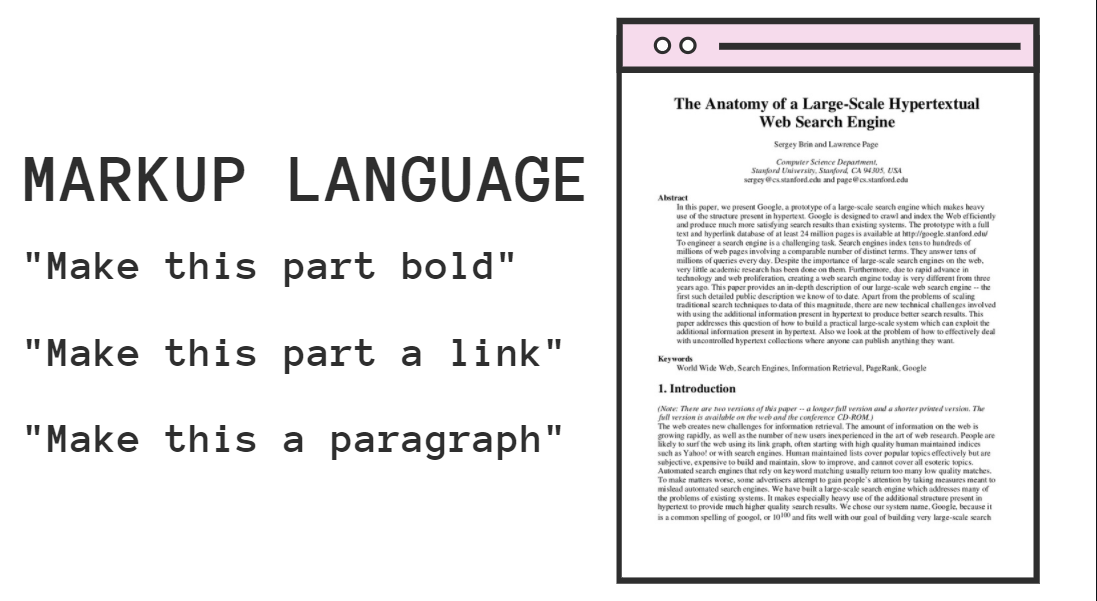 MARKUP LANGUAGE
"Make this part bold"
"Make this part a link"
"Make this a paragraph"
The Anatomy of a Large-Scale Hypertextual
Web Search Engine
Sergey Brin and Lawrence Page
Computer Science Department,
Stanford University, Stanford, CA 94305, USA
sergey@cs.stanford.edu and page@cs.stanford.edu
Abstract
In this paper, we present Google, a prototype of a large-scale search engine which makes heavy
use of the structure present in hypertext. Google is designed to crawl and index the Web efficiently
and produce much more satisfying search results than existing systems. The prototype with a full
text and hyperlink database of at least 24 million pages is available at http://google.stanford.edu/
To engineer a search engine is a challenging task. Search engines index tens to hundreds of
millions of web pages involving a comparable number of distinct terms. They answer tens of
millions of queries every day. Despite the importance of large-scale search engines on the web,
very little academic research has been done on them. Furthermore, due to rapid advance in
technology and web proliferation, creating a web search engine today is very different from three
years ago. This paper provides an in-depth description of our large-scale web search engine -- the
first such detailed public description we know of to date. Apart from the problems of scaling
traditional search techniques to data of this magnitude, there are new technical challenges involved
with using the additional information present in hypertext to produce better search results. This
paper addresses this question of how to build a practical large-scale system which can exploit the
additional information present in hypertext. Also we look at the problem of how to effectively deal
with uncontrolled hypertext collections where anyone can publish anything they want.
Keywords
World Wide Web, Search Engines, Information Retrieval, PageRank, Google
1. Introduction
(Note: There are two versions of this paper -- a longer full version and a shorter printed version. The
full version is available on the web and the conference CD-ROM.)
The web creates new challenges for information retrieval. The amount of information on the web is
growing rapidly, as well as the number of new users inexperienced in the art of web research. People are
likely to surf the web using its link graph, often starting with high quality human maintained indices
such as Yahoo! or with search engines. Human maintained lists cover popular topics effectively but are
subjective, expensive to build and maintain, slow to improve, and cannot cover all esoteric topics.
Automated search engines that rely on keyword matching usually return too many low quality matches.
To make matters worse, some advertisers attempt to gain people's attention by taking measures meant to
mislead automated search engines. We have built a large-scale search engine which addresses many of
the problems of existing systems. It makes especially heavy use of the additional structure present in
hypertext to provide much higher quality search results. We chose our system name, Google, because it
is a common spelling of googol, or 10¹⁰⁰ and fits well with our goal of building very large-scale search